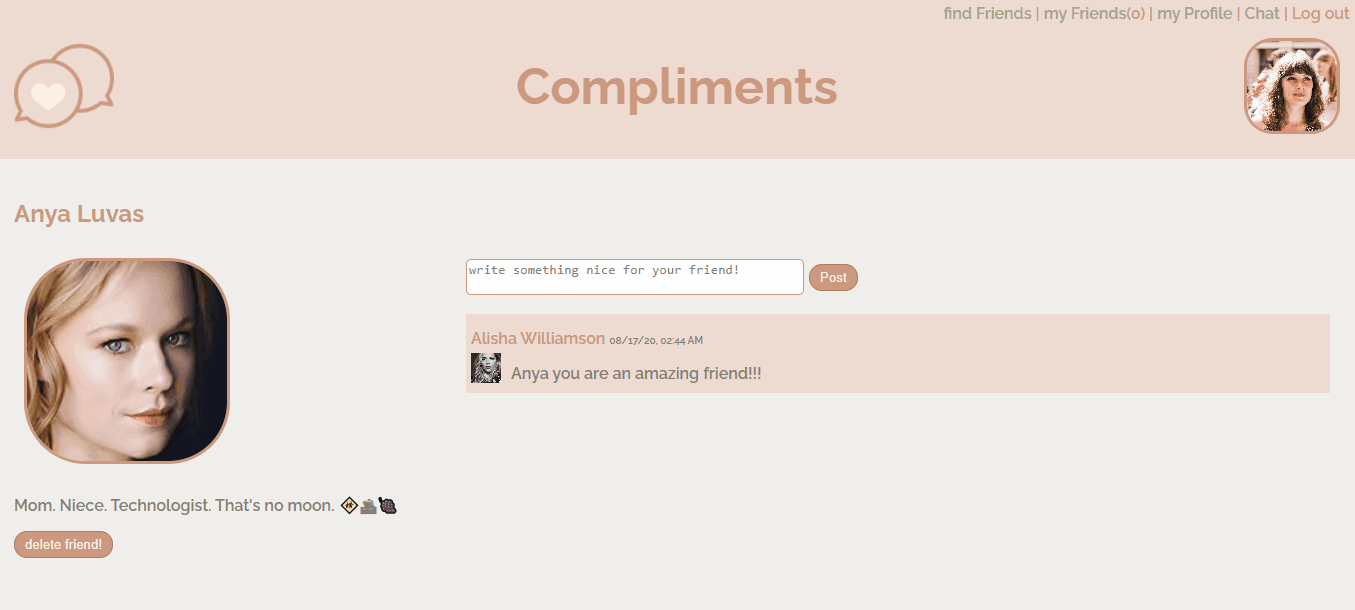 find Friends | my Friends(0) | my Profile | Chat | Log out
Compliments
Anya Luvas
write something nice for your friend!
Post
Alisha Williamson 08/17/20, 02:44 AM
Anya you are an amazing friend!!!
Mom. Niece. Technologist. That's no moon.
delete friend!